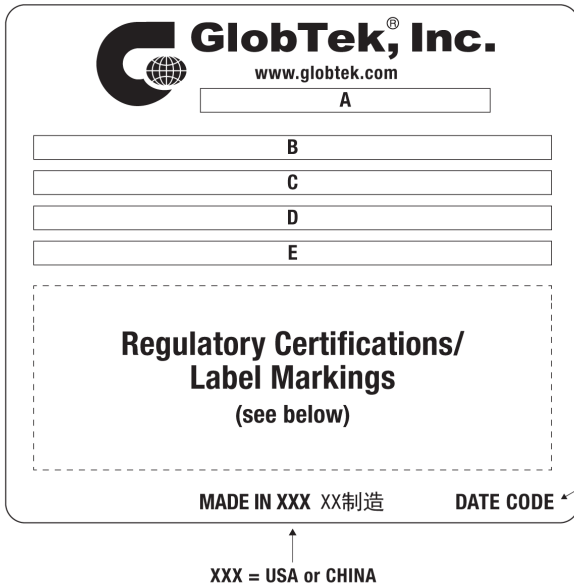 GlobTek®, Inc.
www.globtek.com
A
B
C
D
E
Regulatory Certifications/
Label Markings
(see below)
MADE IN XXX XX制造 DATE CODE
XXX = USA or CHINA